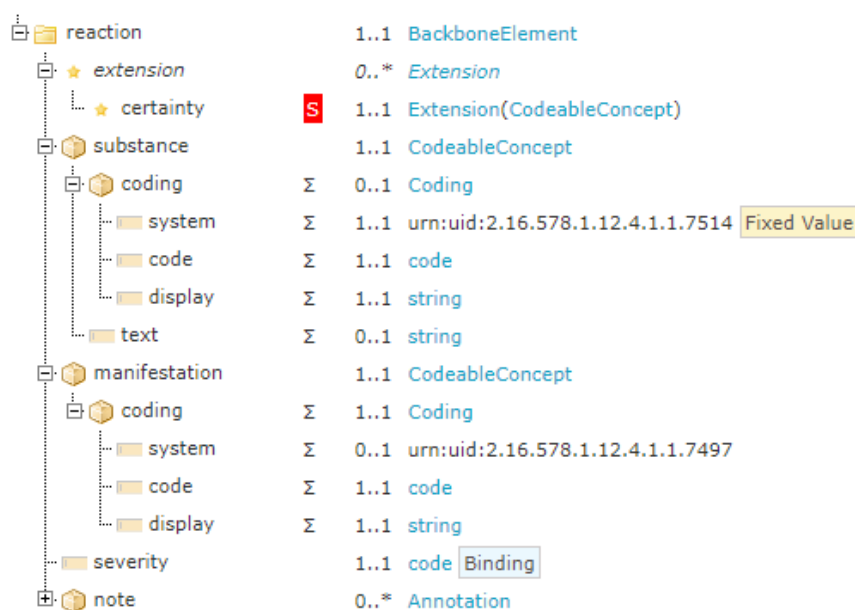 reaction 1..1 BackboneElement
extension 0..* Extension
certainty S 1..1 Extension(CodeableConcept)
substance 1..1 CodeableConcept
coding Σ 0..1 Coding
system Σ 1..1 urn:uid:2.16.578.1.12.4.1.1.7514 Fixed Value
code Σ 1..1 code
display Σ 1..1 string
text Σ 0..1 string
manifestation 1..1 CodeableConcept
coding Σ 1..1 Coding
system Σ 0..1 urn:uid:2.16.578.1.12.4.1.1.7497
code Σ 1..1 code
display Σ 1..1 string
severity 1..1 code Binding
note 0..* Annotation